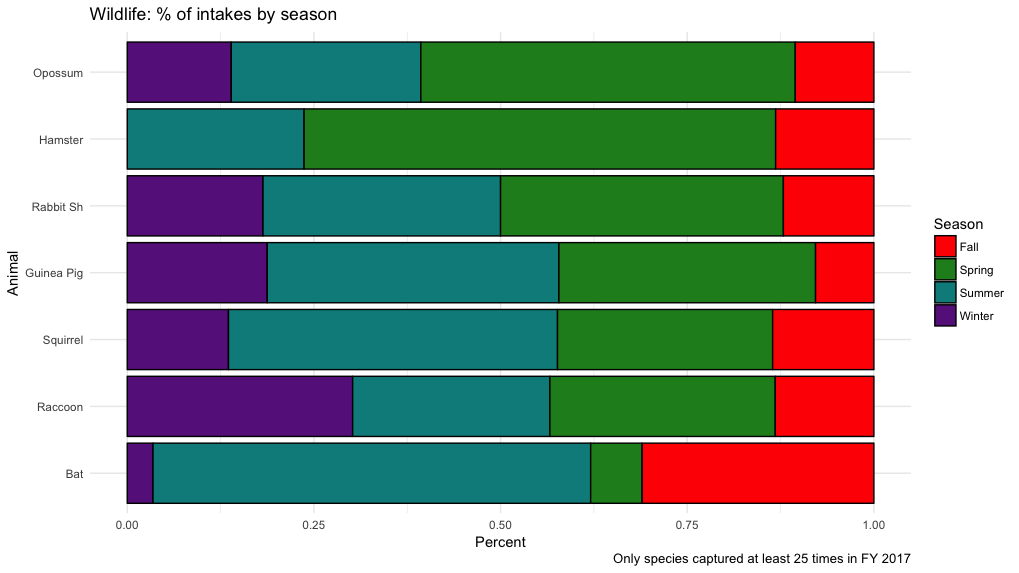 Wildlife: % of intakes by season
Opossum
Hamster
Rabbit Sh
Guinea Pig
Squirrel
Raccoon
Bat
Animal
0.00 0.25 0.50 0.75 1.00
Percent
Season
Fall
Spring
Summer
Winter
Only species captured at least 25 times in FY 2017